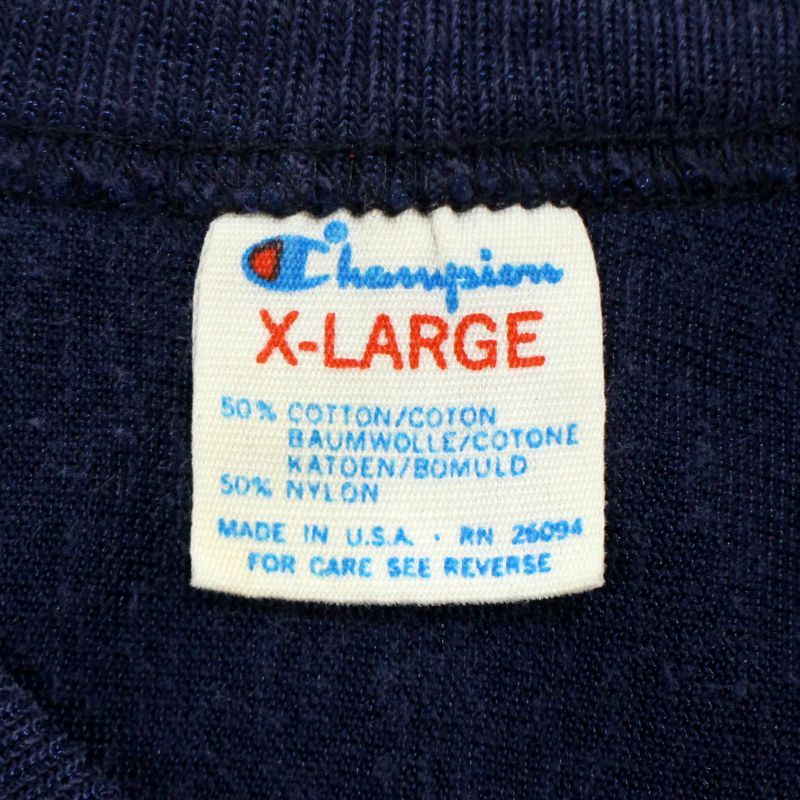 Champion
X-LARGE
50% COTTON/COTON
BAUMWOLLE/COTONE
KATOEN/BOMULD
50% NYLON
MADE IN U.S.A. · RN 26094
FOR CARE SEE REVERSE